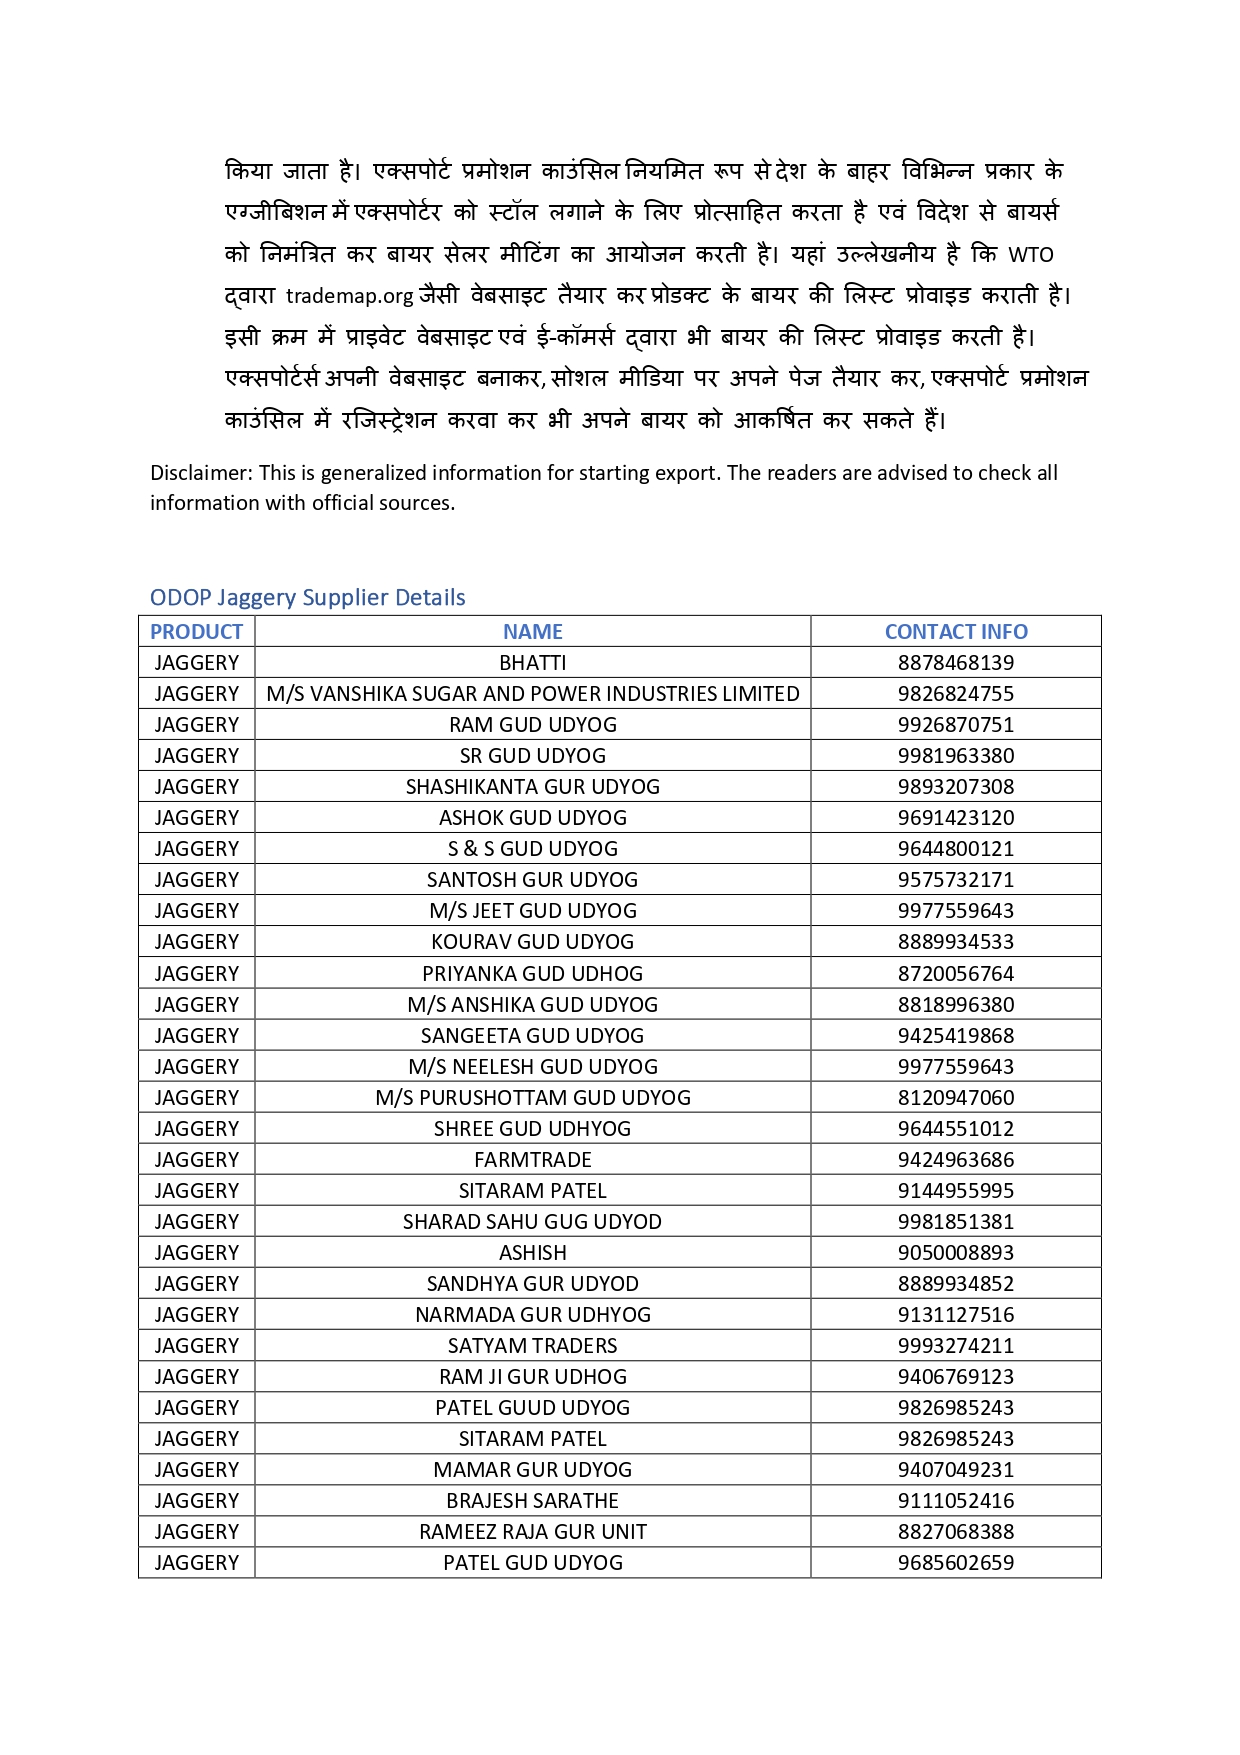 किया जाता है। एक्सपोर्ट प्रमोशन काउंसिल नियमित रूप से देश के बाहर विभिन्न प्रकार के
एग्जीबिशन में एक्सपोर्टर को स्टॉल लगाने के लिए प्रोत्साहित करता है एवं विदेश से बायर्स
को निमंत्रित कर बायर सेलर मीटिंग का आयोजन करती है। यहां उल्लेखनीय है कि WTO
द्वारा trademap.org जैसी वेबसाइट तैयार कर प्रोडक्ट के बायर की लिस्ट प्रोवाइड कराती है।
इसी क्रम में प्राइवेट वेबसाइट एवं ई-कॉमर्स द्वारा भी बायर की लिस्ट प्रोवाइड करती है।
एक्सपोर्टर्स अपनी वेबसाइट बनाकर, सोशल मीडिया पर अपने पेज तैयार कर, एक्सपोर्ट प्रमोशन
काउंसिल में रजिस्ट्रेशन करवा कर भी अपने बायर को आकर्षित कर सकते हैं।
Disclaimer: This is generalized information for starting export. The readers are advised to check all
information with official sources.
ODOP Jaggery Supplier Details
PRODUCT NAME CONTACT INFO
JAGGERY BHATTI 8878468139
JAGGERY M/S VANSHIKA SUGAR AND POWER INDUSTRIES LIMITED 9826824755
JAGGERY RAM GUD UDYOG 9926870751
JAGGERY SR GUD UDYOG 9981963380
JAGGERY SHASHIKANTA GUR UDYOG 9893207308
JAGGERY ASHOK GUD UDYOG 9691423120
JAGGERY S & S GUD UDYOG 9644800121
JAGGERY SANTOSH GUR UDYOG 9575732171
JAGGERY M/S JEET GUD UDYOG 9977559643
JAGGERY KOURAV GUD UDYOG 8889934533
JAGGERY PRIYANKA GUD UDHOG 8720056764
JAGGERY M/S ANSHIKA GUD UDYOG 8818996380
JAGGERY SANGEETA GUD UDYOG 9425419868
JAGGERY M/S NEELESH GUD UDYOG 9977559643
JAGGERY M/S PURUSHOTTAM GUD UDYOG 8120947060
JAGGERY SHREE GUD UDHYOG 9644551012
JAGGERY FARMTRADE 9424963686
JAGGERY SITARAM PATEL 9144955995
JAGGERY SHARAD SAHU GUG UDYOD 9981851381
JAGGERY ASHISH 9050008893
JAGGERY SANDHYA GUR UDYOD 8889934852
JAGGERY NARMADA GUR UDHYOG 9131127516
JAGGERY SATYAM TRADERS 9993274211
JAGGERY RAM JI GUR UDHOG 9406769123
JAGGERY PATEL GUUD UDYOG 9826985243
JAGGERY SITARAM PATEL 9826985243
JAGGERY MAMAR GUR UDYOG 9407049231
JAGGERY BRAJESH SARATHE 9111052416
JAGGERY RAMEEZ RAJA GUR UNIT 8827068388
JAGGERY PATEL GUD UDYOG 9685602659